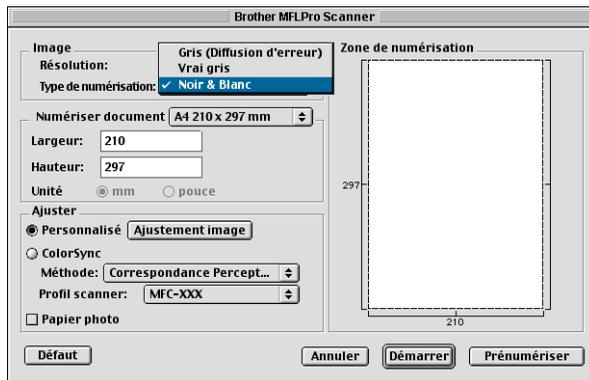 Brother MFLPro Scanner
Image
Résolution:
Type de numérisation:
Gris (Diffusion d'erreur)
Vrai gris
✓ Noir & Blanc
Numériser document A4 210 x 297 mm
Largeur: 210
Hauteur: 297
Unité mm pouce
Ajuster
Personnalisé Ajustement image
ColorSync
Méthode: Correspondance Percept...
Profil scanner: MFC-XXX
Papier photo
Zone de numérisation
297
210
Défaut Annuler Démarrer Prénumériser